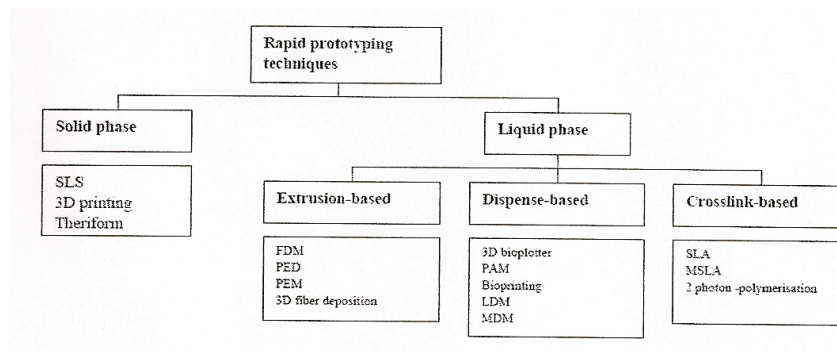 Rapid prototyping
techniques
Solid phase
SLS
3D printing
Theriform
Liquid phase
Extrusion-based
FDM
PED
PEM
3D fiber deposition
Dispense-based
3D bioplotter
PAM
Bioprinting
LDM
MDM
Crosslink-based
SLA
MSLA
2 photon -polymerisation